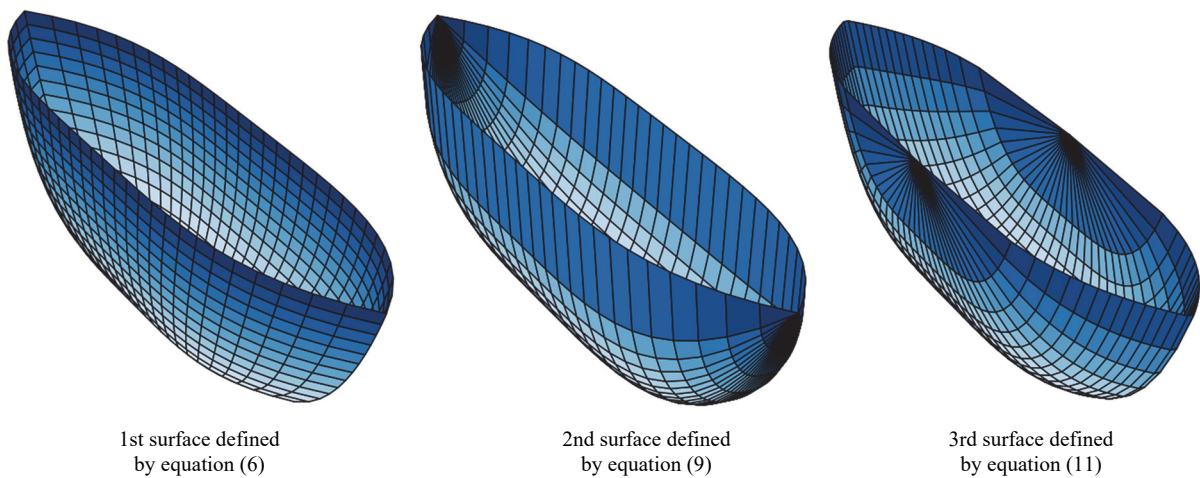 1st surface defined
by equation (6)
2nd surface defined
by equation (9)
3rd surface defined
by equation (11)